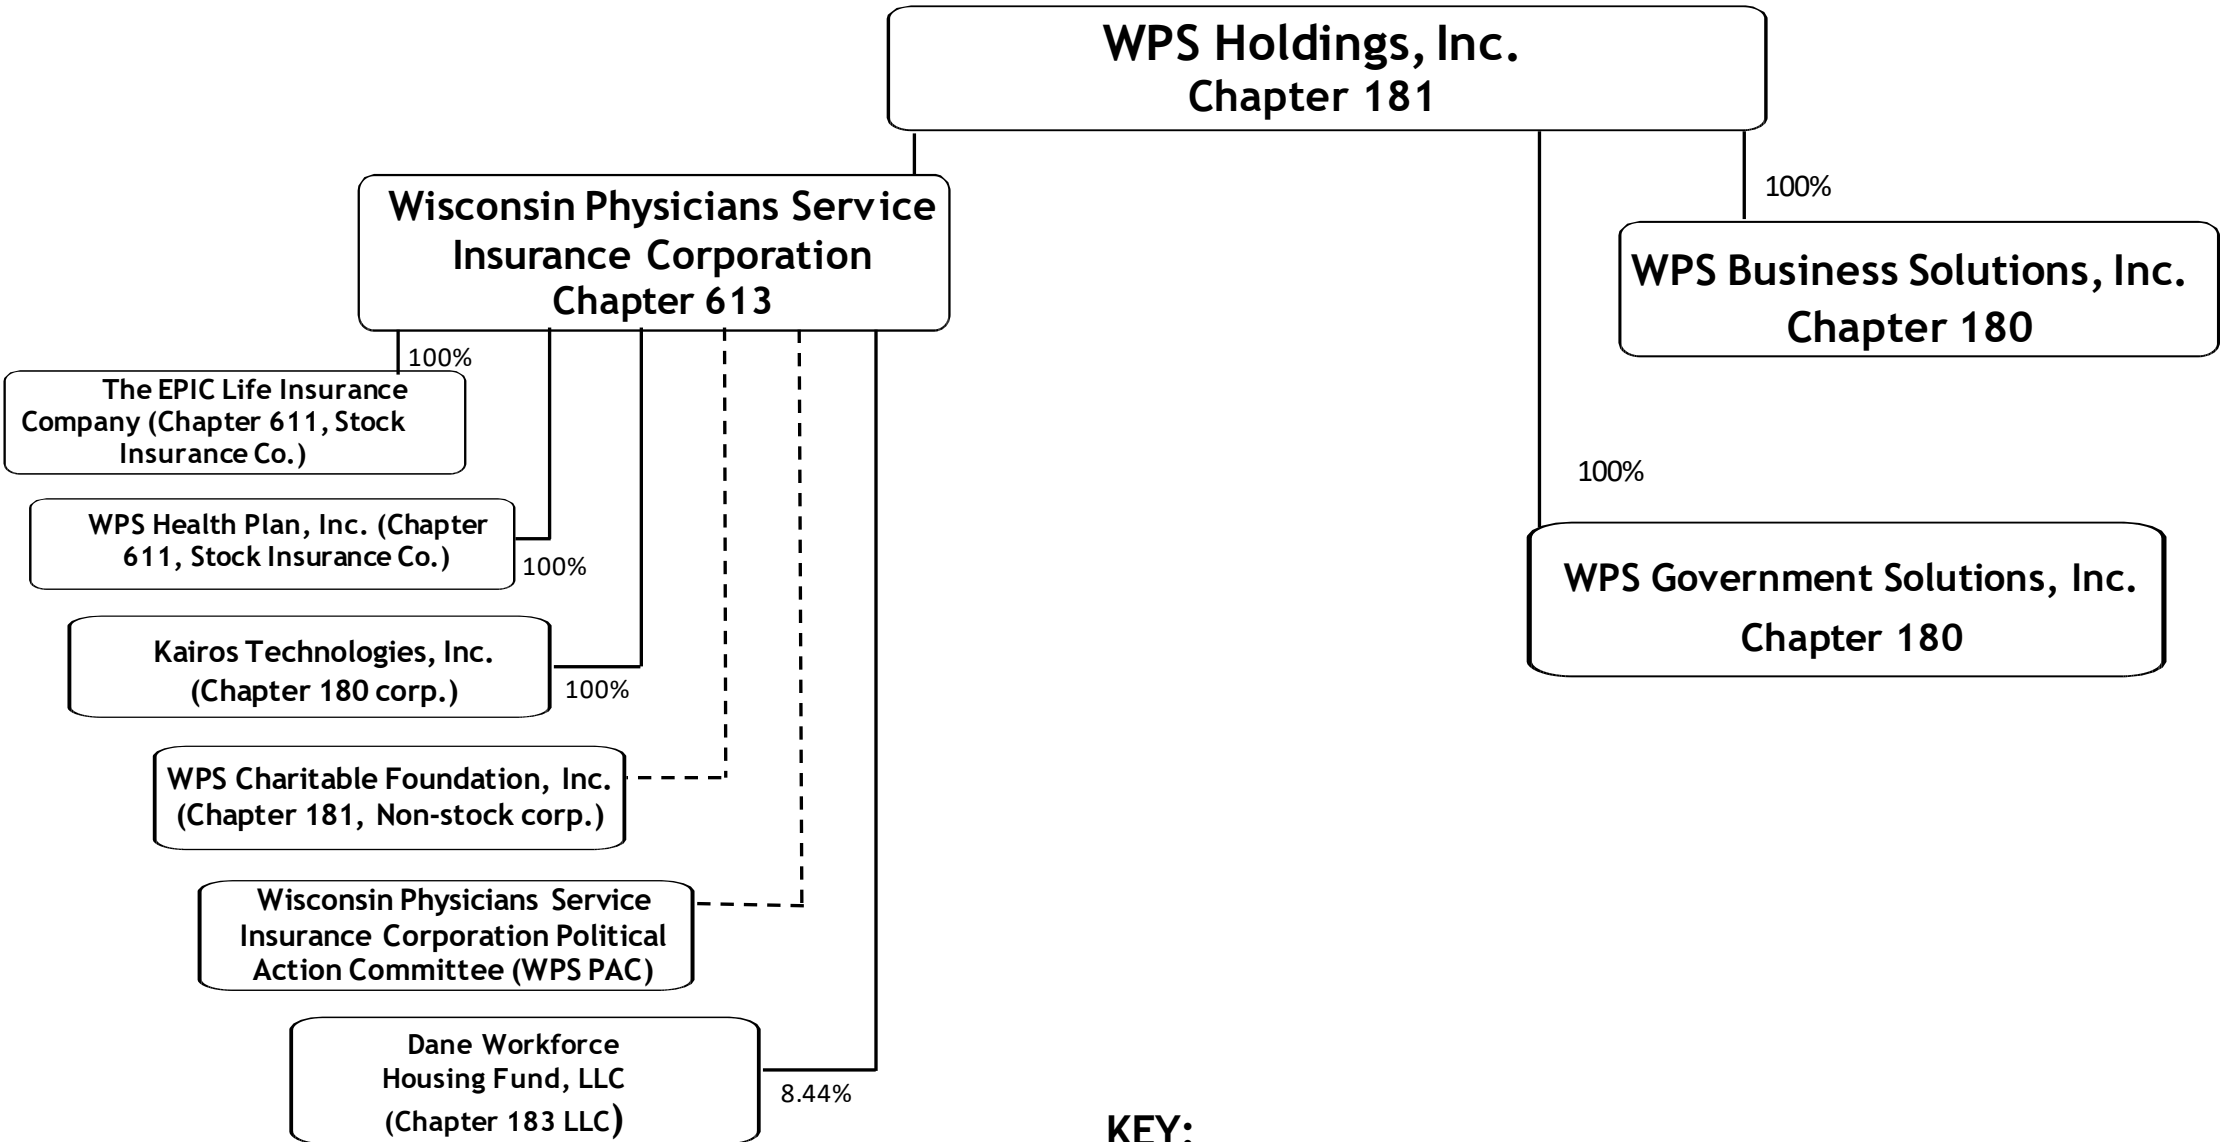 WPS Holdings, Inc.
Chapter 181
Wisconsin Physicians Service
Insurance Corporation
Chapter 613
100%
WPS Business Solutions, Inc.
Chapter 180
100%
The EPIC Life Insurance
Company (Chapter 611, Stock
Insurance Co.)
100%
WPS Health Plan, Inc. (Chapter
611, Stock Insurance Co.)
100%
WPS Government Solutions, Inc.
Chapter 180
Kairos Technologies, Inc.
(Chapter 180 corp.)
100%
WPS Charitable Foundation, Inc.
(Chapter 181, Non-stock corp.)
Wisconsin Physicians Service
Insurance Corporation Political
Action Committee (WPS PAC)
Dane Workforce
Housing Fund, LLC
(Chapter 183 LLC)
8.44%
KEY: